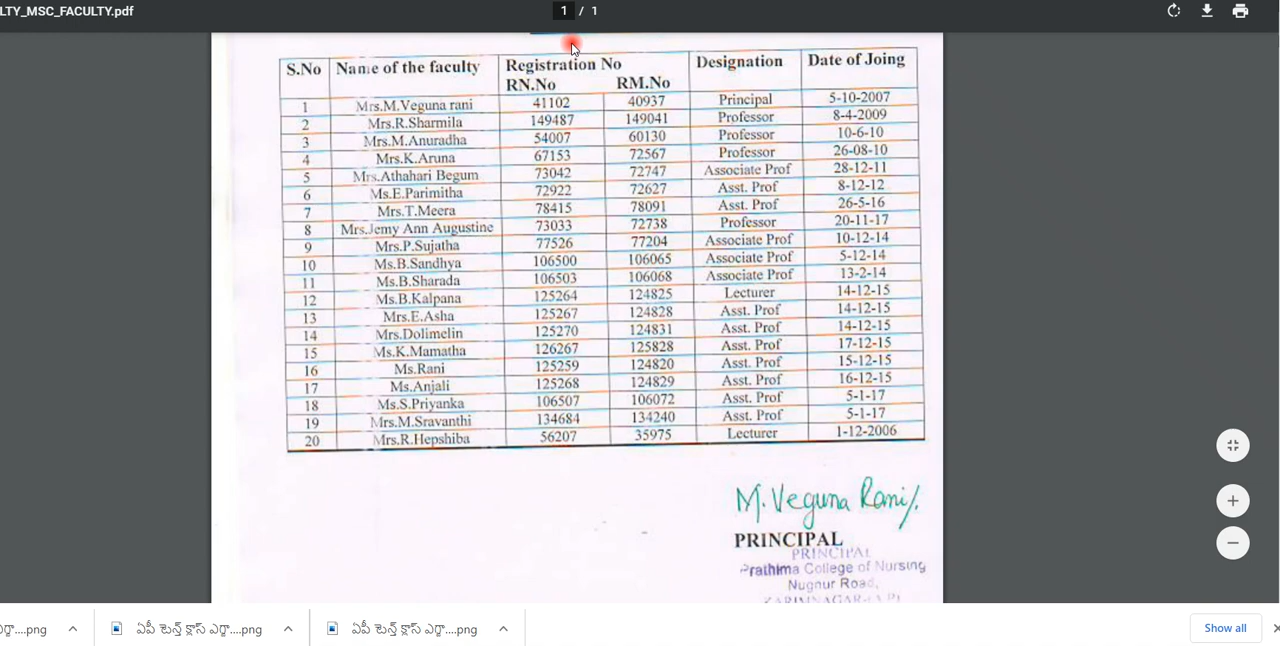 LTY_MSC_FACULTY.pdf 1 / 1
S.No Name of the faculty Registration No Designation Date of Joing
RN.No RM.No
1 Mrs.M.Veguna rani 41102 40937 Principal 5-10-2007
2 Mrs.R.Sharmila 149487 149041 Professor 8-4-2009
3 Mrs.M.Anuradha 54007 60130 Professor 10-6-10
4 Mrs.K.Aruna 67153 72567 Professor 26-08-10
5 Mrs.Athahari Begum 73042 72747 Associate Prof 28-12-11
6 Ms.E.Parimitha 72922 72627 Asst. Prof 8-12-12
7 Mrs.T.Meera 78415 78091 Asst. Prof 26-5-16
8 Mrs.Jemy Ann Augustine 73033 72738 Professor 20-11-17
9 Mrs.P.Sujatha 77526 77204 Associate Prof 10-12-14
10 Ms.B.Sandhya 106500 106065 Associate Prof 5-12-14
11 Ms.B.Sharada 106503 106068 Associate Prof 13-2-14
12 Ms.B.Kalpana 125264 124825 Lecturer 14-12-15
13 Mrs.E.Asha 125267 124828 Asst. Prof 14-12-15
14 Mrs.Dolimelin 125270 124831 Asst. Prof 14-12-15
15 Ms.K.Mamatha 126267 125828 Asst. Prof 17-12-15
16 Ms.Rani 125259 124820 Asst. Prof 15-12-15
17 Ms.Anjali 125268 124829 Asst. Prof 16-12-15
18 Ms.S.Priyanka 106507 106072 Asst. Prof 5-1-17
19 Mrs.M.Sravanthi 134684 134240 Asst. Prof 5-1-17
20 Mrs.R.Hepshiba 56207 35975 Lecturer 1-12-2006
M. Veguna Rani
PRINCIPAL
PRINCIPAL
Prathima College of Nursing
Nugnur Road,
....png ఏపీ టెన్త్ క్లాస్ ఎగ్జా....png ఏపీ టెన్త్ క్లాస్ ఎగ్జా....png Show all